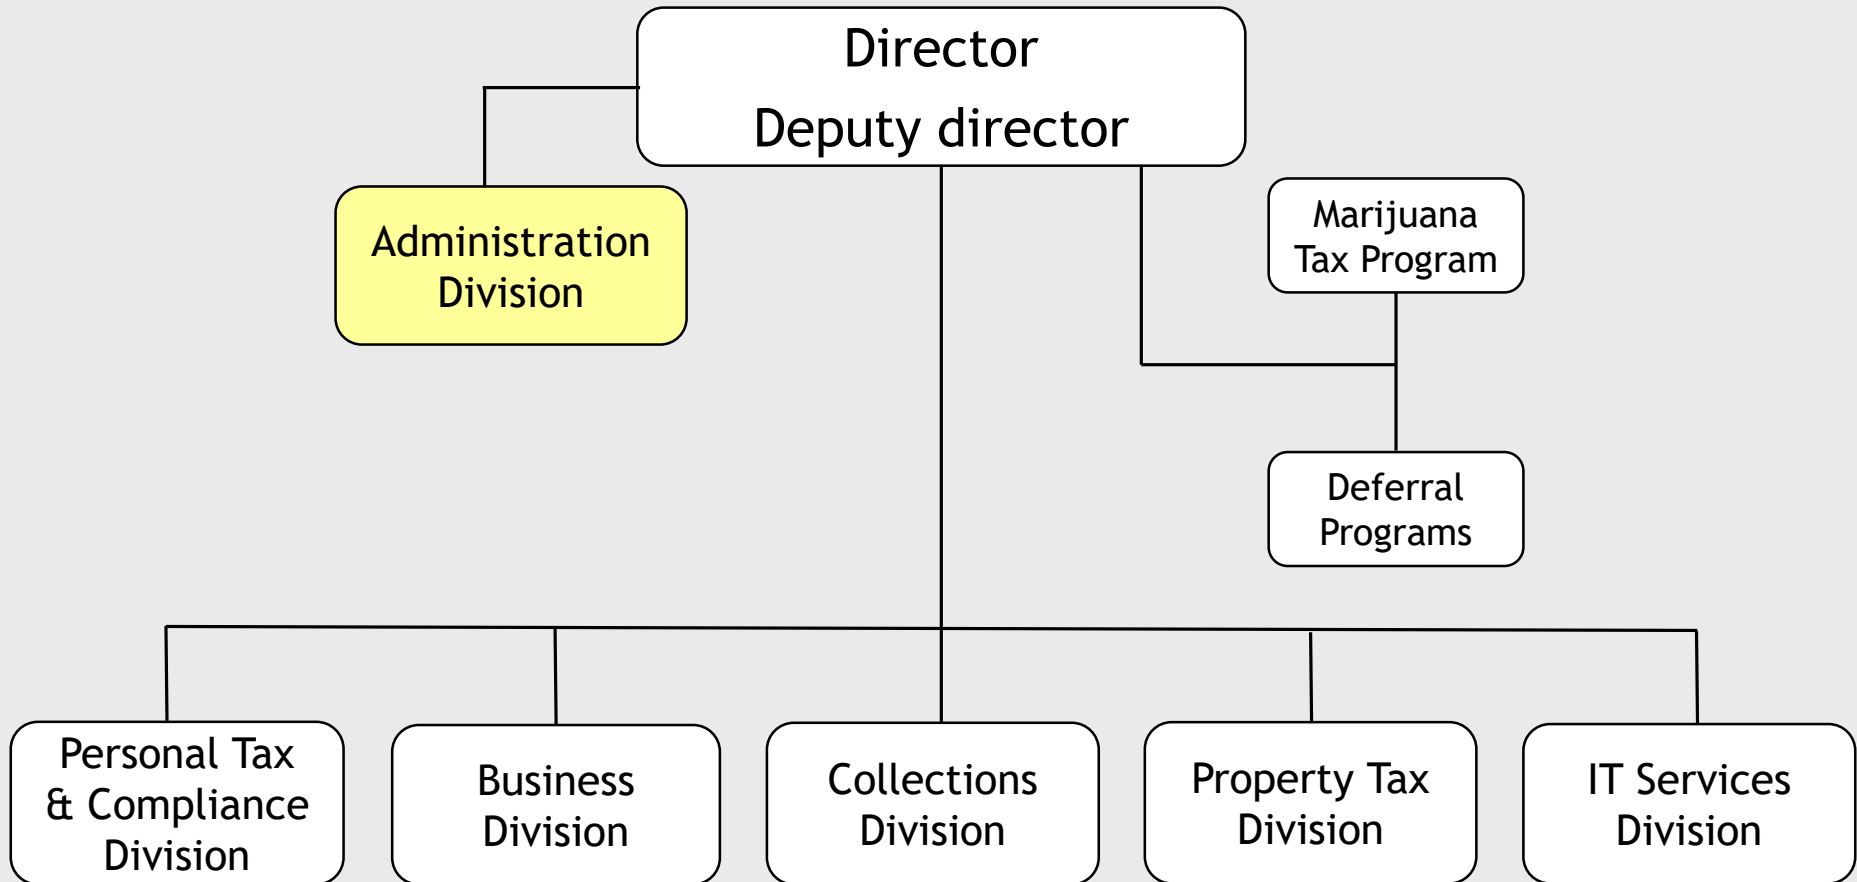 Director
Deputy director
Administration
Division
Marijuana
Tax Program
Deferral
Programs
Personal Tax
& Compliance
Division
Business
Division
Collections
Division
Property Tax
Division
IT Services
Division